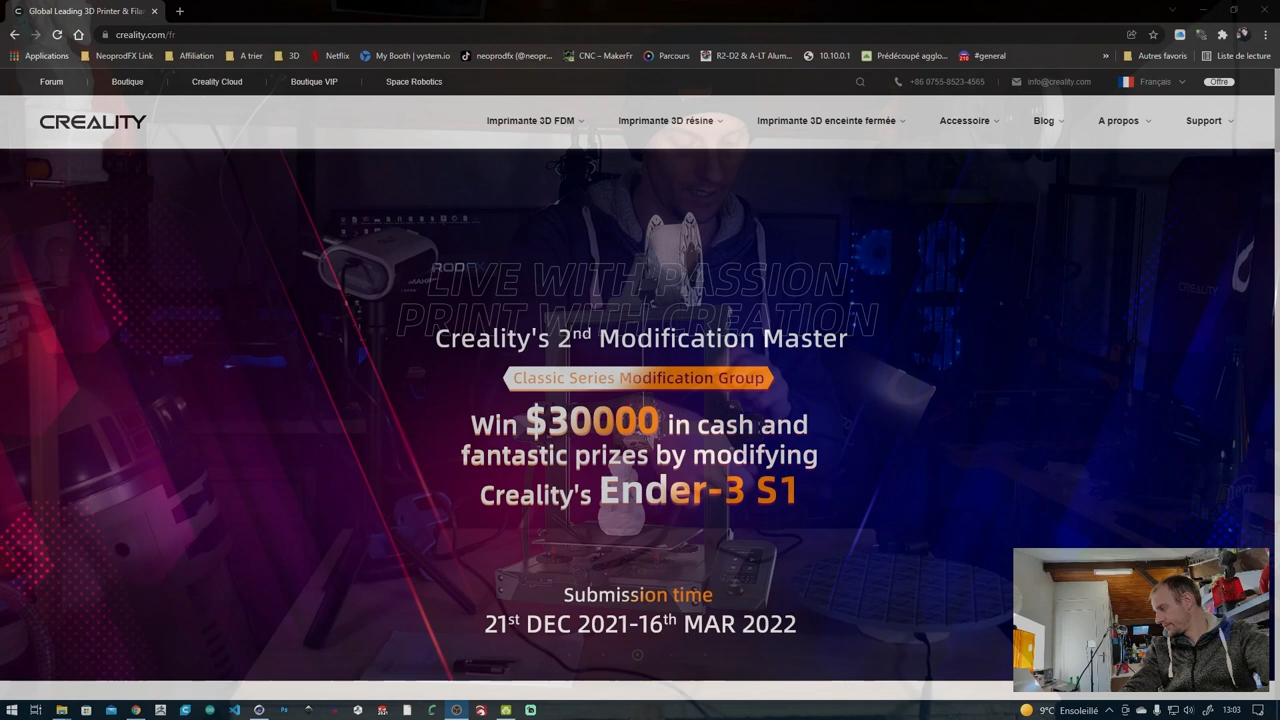 Global Leading 3D Printer & Fila
creality.com/fr
Applications NeoprodFX Link Affiliation A trier 3D Netflix My Booth | system.io neoprodfx (@neopr... CNC – MakerFr Parcours R2-D2 & A-LT Alum... 10.10.0.1 Prédécoupé agglo... #general » Autres favoris Liste de lecture
Forum Boutique Creality Cloud Boutique VIP Space Robotics +86 0755-8523-4565 info@creality.com Français Offre
CREALITY Imprimante 3D FDM Imprimante 3D résine Imprimante 3D enceinte fermée Accessoire Blog A propos Support
LIVE WITH PASSION
PRINT WITH CREATION
Creality's 2nd Modification Master
Classic Series Modification Group
Win $30000 in cash and
fantastic prizes by modifying
Creality's Ender-3 S1
Submission time
21st DEC 2021-16th MAR 2022
CREALITY
9°C Ensoleillé 13:03